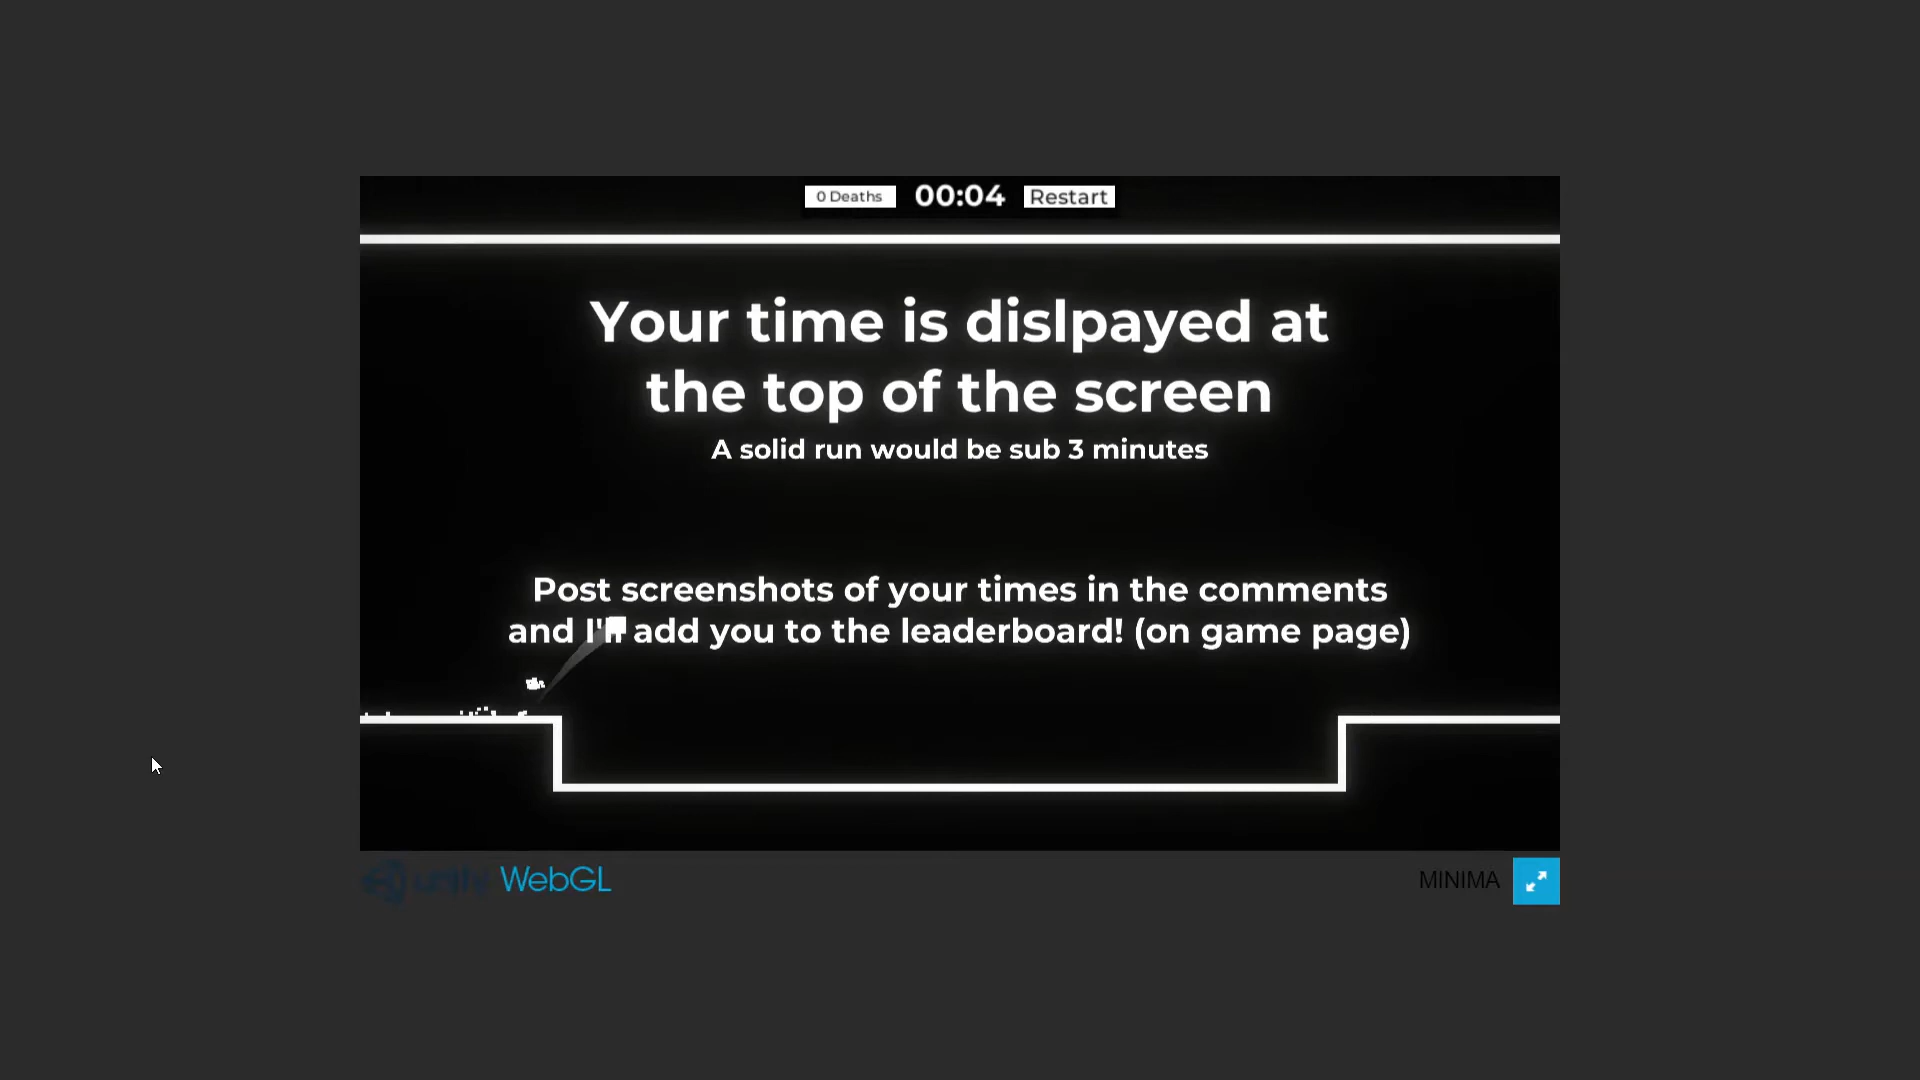 0 Deaths 00:04 Restart
Your time is dislpayed at
the top of the screen
A solid run would be sub 3 minutes
Post screenshots of your times in the comments
and I'll add you to the leaderboard! (on game page)
unity WebGL MINIMA